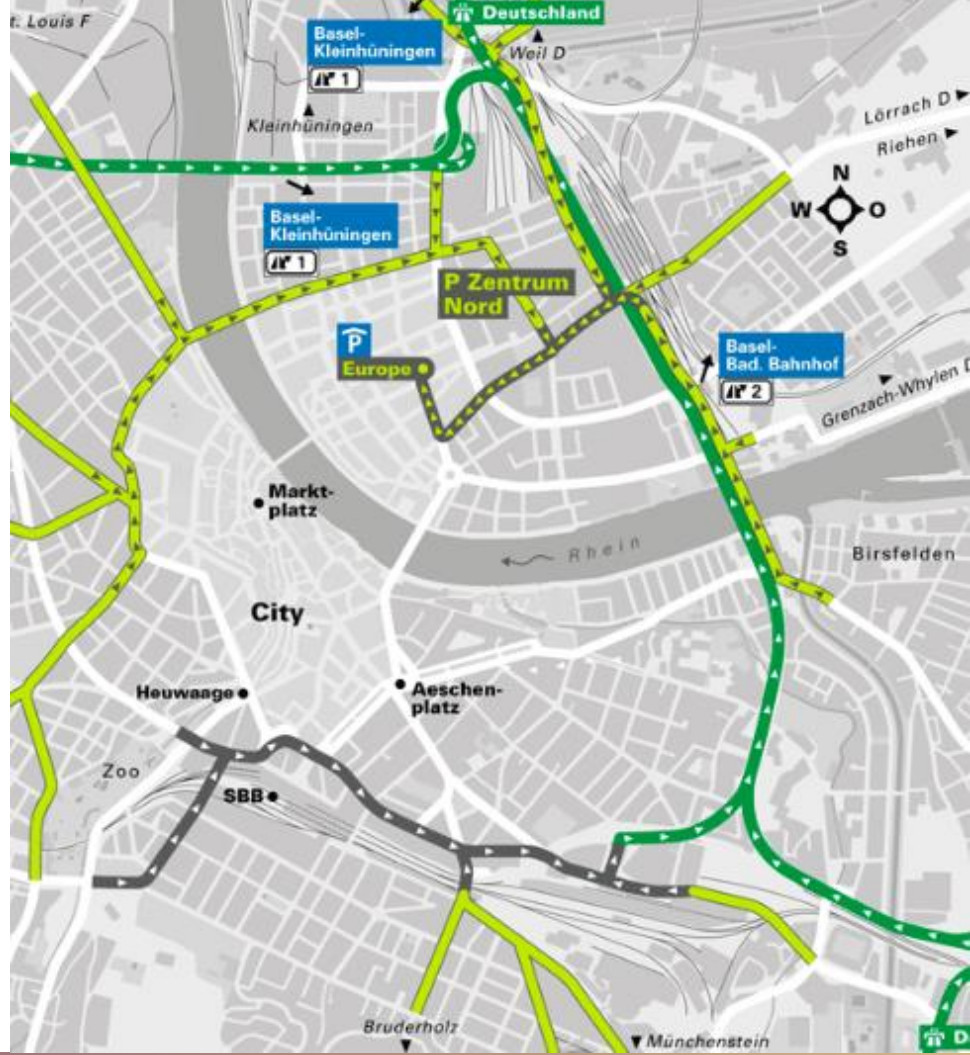 Deutschland
t. Louis F
Basel-
Kleinhüningen
1
Weil D
Kleinhüningen
Lörrach D
Riehen
N
W O
S
Basel-
Kleinhüningen
1
P Zentrum
Nord
P
Europe
Basel-
Bad. Bahnhof
2
Grenzach-Whylen D
Markt-
platz
Rhein
Birsfelden
City
Heuwaage
Aeschen-
platz
Zoo
SBB
Bruderholz
Münchenstein
D